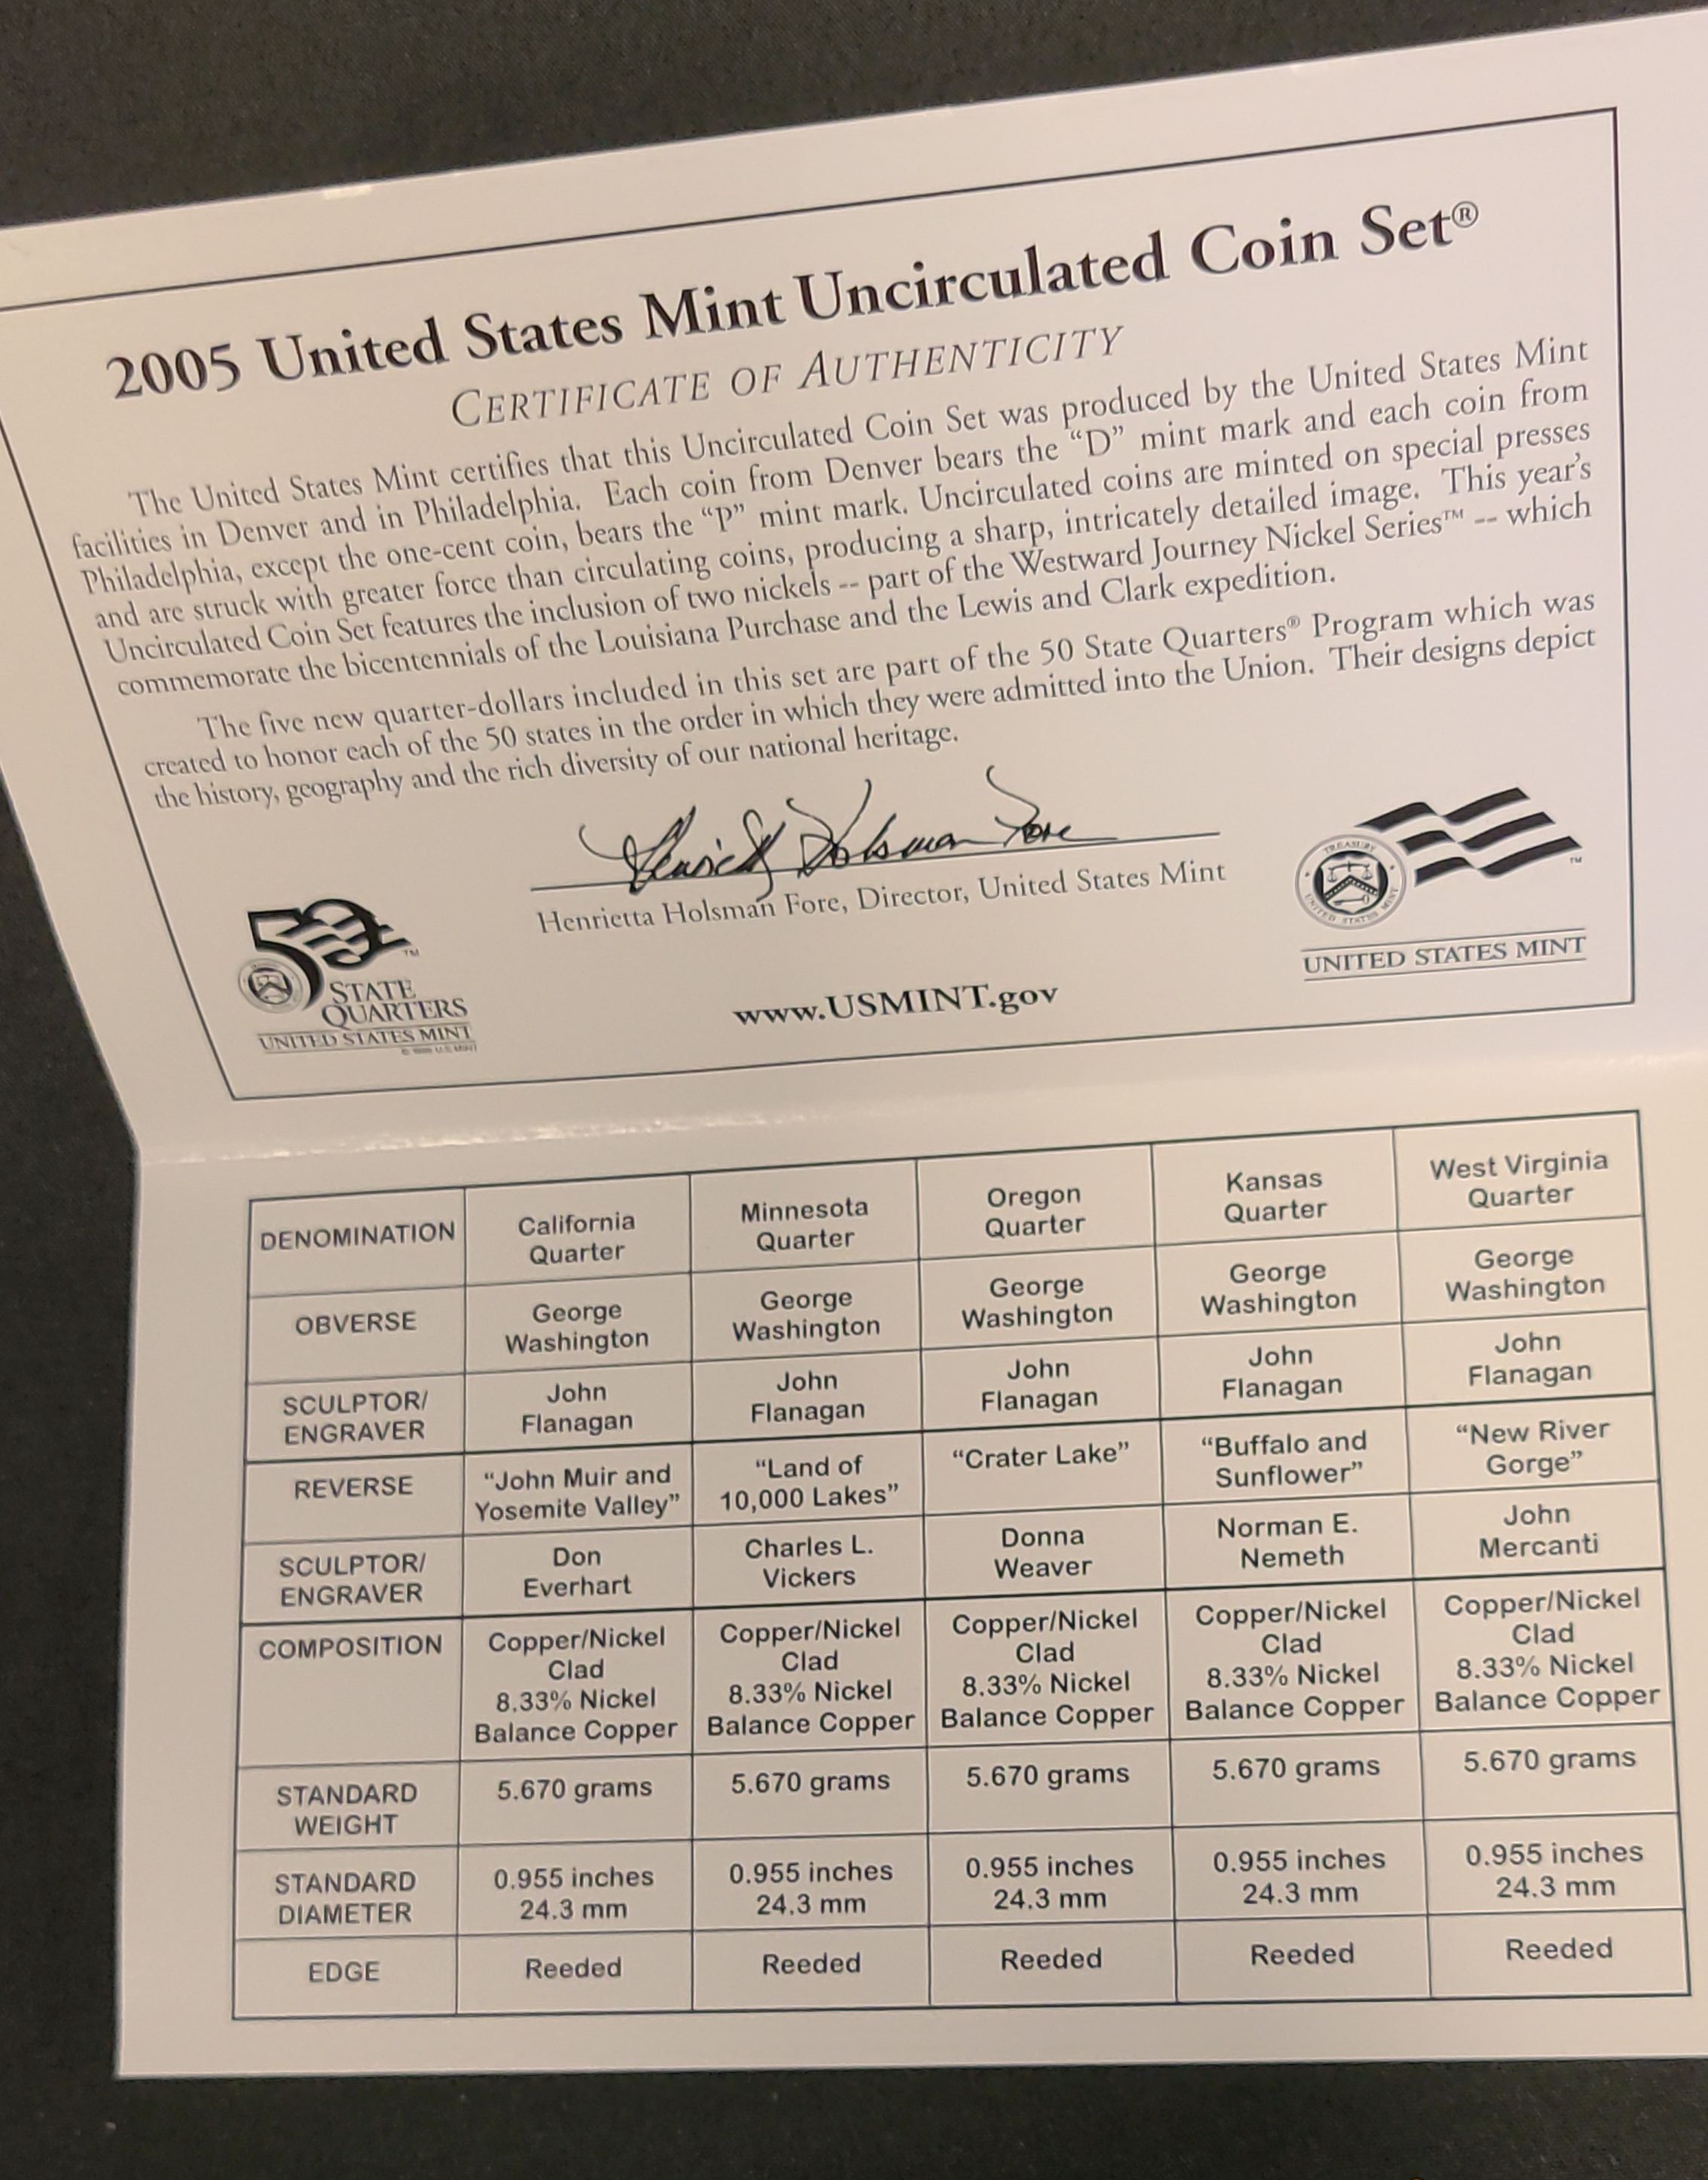 2005 United States Mint Uncirculated Coin Set®
CERTIFICATE OF AUTHENTICITY
The United States Mint certifies that this Uncirculated Coin Set was produced by the United States Mint
facilities in Denver and in Philadelphia. Each coin from Denver bears the “D” mint mark and each coin from
Philadelphia, except the one-cent coin, bears the “P” mint mark. Uncirculated coins are minted on special presses
and are struck with greater force than circulating coins, producing a sharp, intricately detailed image. This year’s
Uncirculated Coin Set features the inclusion of two nickels -- part of the Westward Journey Nickel Series™ -- which
commemorate the bicentennials of the Louisiana Purchase and the Lewis and Clark expedition.
The five new quarter-dollars included in this set are part of the 50 State Quarters® Program which was
created to honor each of the 50 states in the order in which they were admitted into the Union. Their designs depict
the history, geography and the rich diversity of our national heritage.
Henrietta Holsman Fore
Henrietta Holsman Fore, Director, United States Mint
50™
STATE
QUARTERS
UNITED STATES MINT
U.S. MINT
www.USMINT.gov
TREASURY
UNITED STATES MINT
™
UNITED STATES MINT
DENOMINATION California Quarter Minnesota Quarter Oregon Quarter Kansas Quarter West Virginia Quarter
OBVERSE George Washington George Washington George Washington George Washington George Washington
SCULPTOR/ ENGRAVER John Flanagan John Flanagan John Flanagan John Flanagan John Flanagan
REVERSE “John Muir and Yosemite Valley” “Land of 10,000 Lakes” “Crater Lake” “Buffalo and Sunflower” “New River Gorge”
SCULPTOR/ ENGRAVER Don Everhart Charles L. Vickers Donna Weaver Norman E. Nemeth John Mercanti
COMPOSITION Copper/Nickel Clad 8.33% Nickel Balance Copper Copper/Nickel Clad 8.33% Nickel Balance Copper Copper/Nickel Clad 8.33% Nickel Balance Copper Copper/Nickel Clad 8.33% Nickel Balance Copper Copper/Nickel Clad 8.33% Nickel Balance Copper
STANDARD WEIGHT 5.670 grams 5.670 grams 5.670 grams 5.670 grams 5.670 grams
STANDARD DIAMETER 0.955 inches 24.3 mm 0.955 inches 24.3 mm 0.955 inches 24.3 mm 0.955 inches 24.3 mm 0.955 inches 24.3 mm
EDGE Reeded Reeded Reeded Reeded Reeded